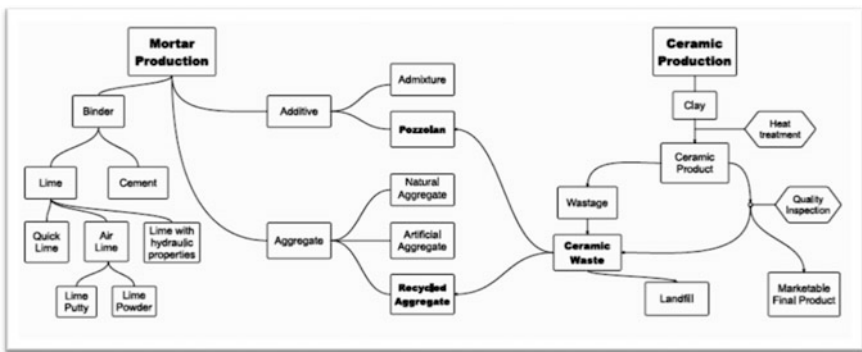 Mortar
Production
Ceramic
Production
Admixture
Clay
Binder
Additive
Heat
treatment
Pozzolan
Ceramic
Product
Lime
Cement
Natural
Aggregate
Wastage
Quality
Inspection
Quick
Lime
Air
Lime
Lime with
hydraulic
properties
Aggregate
Artificial
Aggregate
Ceramic
Waste
Lime
Putty
Lime
Powder
Recycled
Aggregate
Landfill
Marketable
Final Product